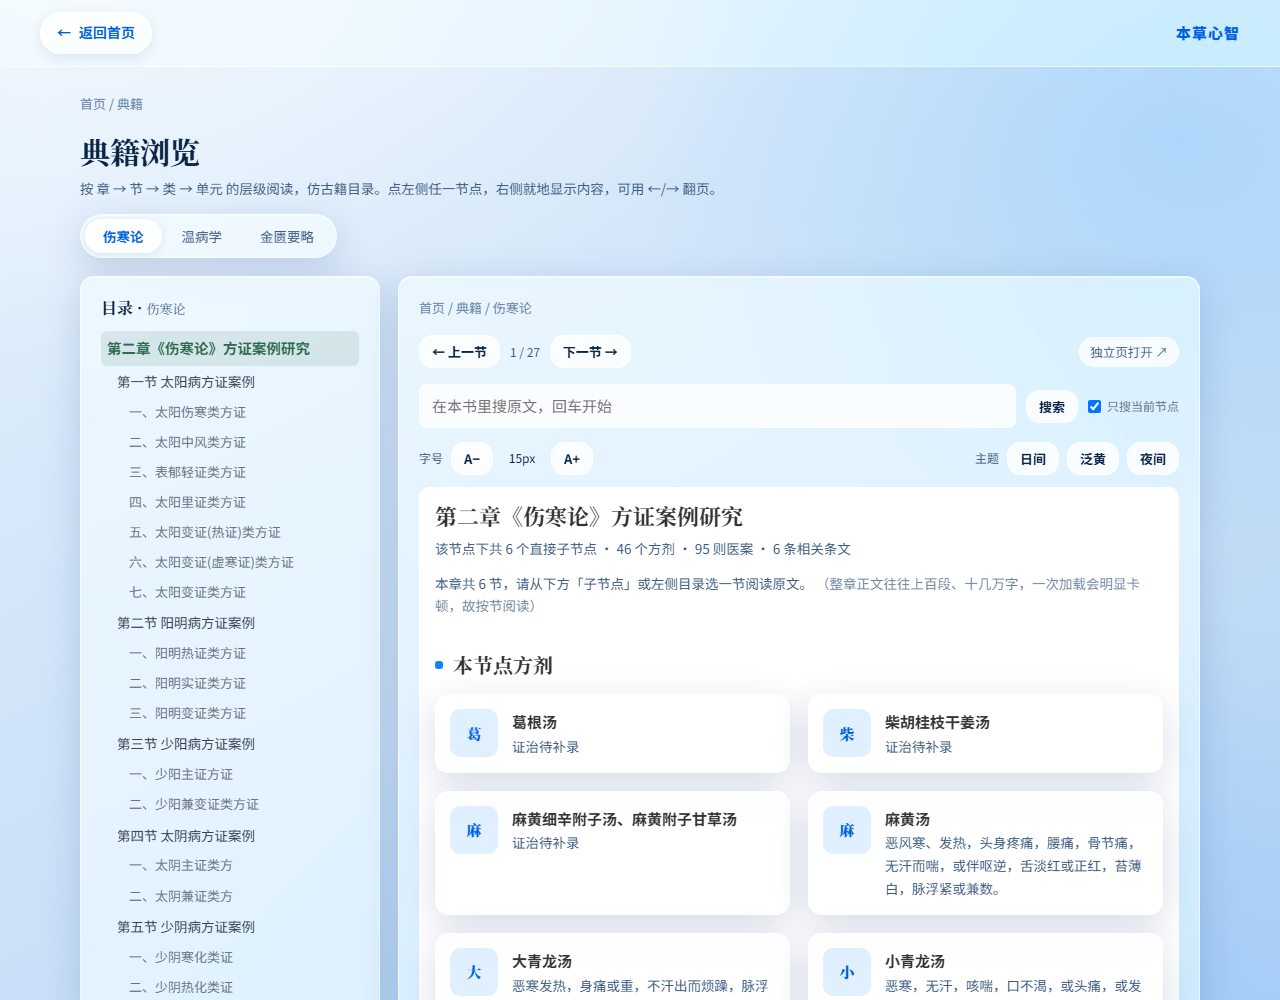 ← 返回首页
本草心智
首页 / 典籍
典籍浏览
按 章 → 节 → 类 → 单元 的层级阅读，仿古籍目录。点左侧任一节点，右侧就地显示内容，可用 ←/→ 翻页。
伤寒论
温病学
金匮要略
目录 · 伤寒论
第二章《伤寒论》方证案例研究
第一节 太阳病方证案例
一、太阳伤寒类方证
二、太阳中风类方证
三、表郁轻证类方证
四、太阳里证类方证
五、太阳变证(热证)类方证
六、太阳变证(虚寒证)类方证
七、太阳变证类方证
第二节 阳明病方证案例
一、阳明热证类方证
二、阳明实证类方证
三、阳明变证类方证
第三节 少阳病方证案例
一、少阳主证方证
二、少阳兼变证类方证
第四节 太阴病方证案例
一、太阴主证类方
二、太阴兼证类方
第五节 少阴病方证案例
一、少阴寒化类证
二、少阴热化类证
首页 / 典籍 / 伤寒论
← 上一节
1 / 27
下一节 →
独立页打开 ↗
在本书里搜原文，回车开始
搜索
只搜当前节点
字号
A−
15px
A+
主题
日间
泛黄
夜间
第二章《伤寒论》方证案例研究
该节点下共 6 个直接子节点 · 46 个方剂 · 95 则医案 · 6 条相关条文
本章共 6 节，请从下方「子节点」或左侧目录选一节阅读原文。（整章正文往往上百段、十几万字，一次加载会明显卡
顿，故按节阅读）
本节点方剂
葛
葛根汤
证治待补录
柴
柴胡桂枝干姜汤
证治待补录
麻
麻黄细辛附子汤、麻黄附子甘草汤
证治待补录
麻
麻黄汤
恶风寒、发热，头身疼痛，腰痛，骨节痛，
无汗而喘，或伴呕逆，舌淡红或正红，苔薄
白，脉浮紧或兼数。
大
大青龙汤
恶寒发热，身痛或重，不汗出而烦躁，脉浮
小
小青龙汤
恶寒，无汗，咳喘，口不渴，或头痛，或发